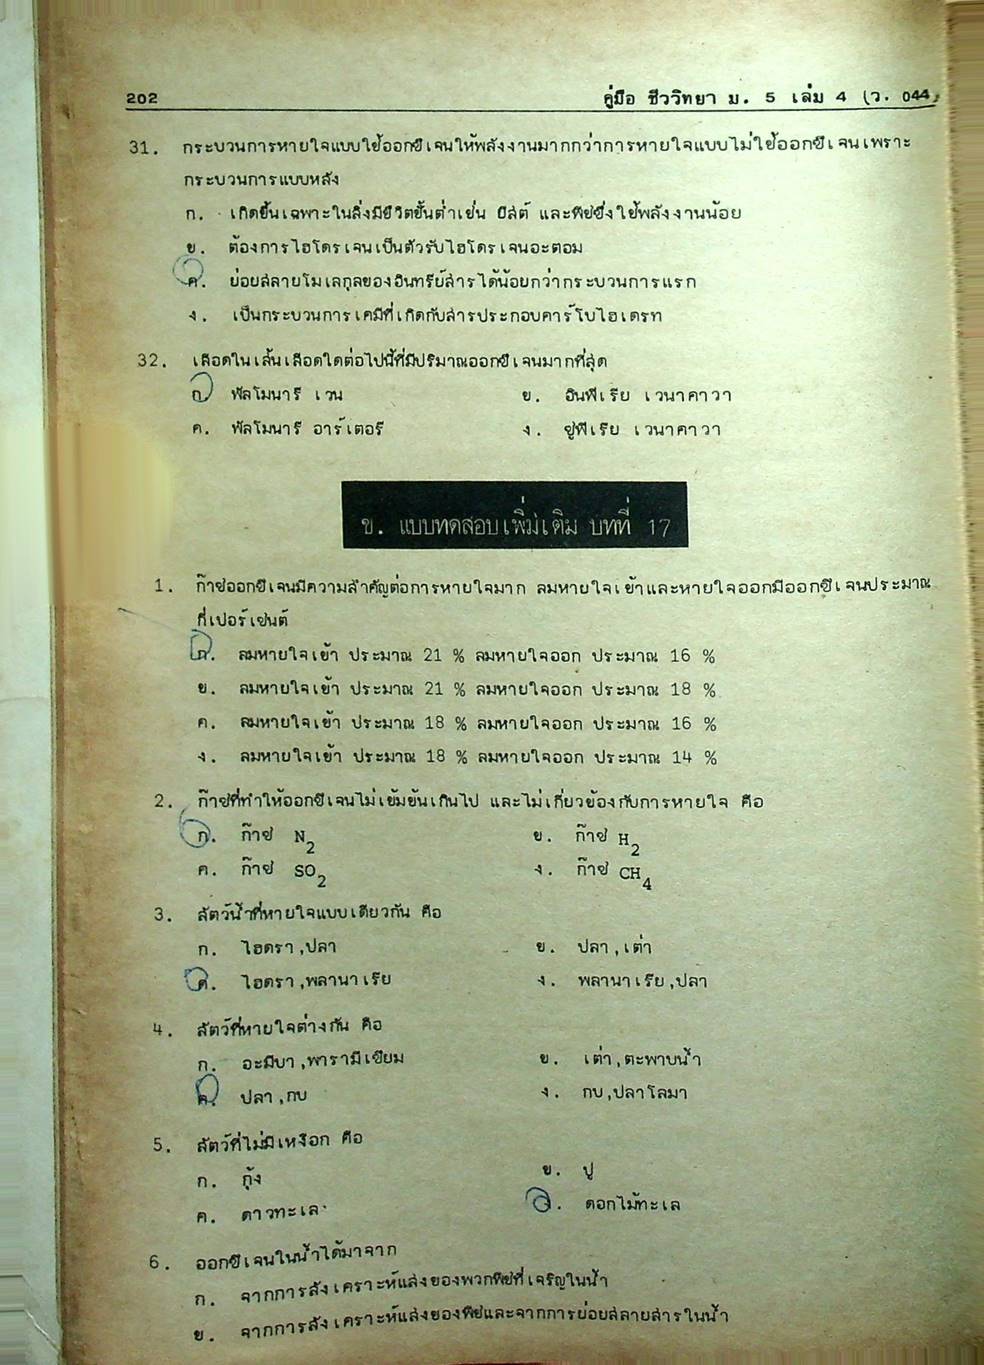 202 คู่มือ ชีววิทยา ม. 5 เล่ม 4 (ว. 044)
31. กระบวนการหายใจแบบใช้ออกซิเจนให้พลังงานมากกว่าการหายใจแบบไม่ใช้ออกซิเจนเพราะ
กระบวนการแบบหลัง
ก. เกิดขึ้นเฉพาะในสิ่งมีชีวิตขั้นต่ำเช่น ยีสต์ และพืชซึ่งใช้พลังงานน้อย
ข. ต้องการไฮโดรเจนเป็นตัวรับไฮโดรเจนอะตอม
ค. ย่อยสลายโมเลกุลของอินทรีย์สารได้น้อยกว่ากระบวนการแรก
ง. เป็นกระบวนการเคมีที่เกิดกับสารประกอบคาร์โบไฮเดรท
32. เลือดในเส้นเลือดใดต่อไปนี้ที่มีปริมาณออกซิเจนมากที่สุด
ก. พัลโมนารี เวน ข. อินพีเรีย เวนาคาวา
ค. พัลโมนารี อาร์เตอรี ง. ซูพีเรีย เวนาคาวา
ข. แบบทดสอบเพิ่มเติม บทที่ 17
1. ก๊าซออกซิเจนมีความสำคัญต่อการหายใจมาก ลมหายใจเข้าและหายใจออกมีออกซิเจนประมาณ
กี่เปอร์เซนต์
ก. ลมหายใจเข้า ประมาณ 21 % ลมหายใจออก ประมาณ 16 %
ข. ลมหายใจเข้า ประมาณ 21 % ลมหายใจออก ประมาณ 18 %
ค. ลมหายใจเข้า ประมาณ 18 % ลมหายใจออก ประมาณ 16 %
ง. ลมหายใจเข้า ประมาณ 18 % ลมหายใจออก ประมาณ 14 %
2. ก๊าซที่ทำให้ออกซิเจนไม่เข้มข้นเกินไป และไม่เกี่ยวข้องกับการหายใจ คือ
ก. ก๊าซ N₂ ข. ก๊าซ H₂
ค. ก๊าซ SO₂ ง. ก๊าซ CH₄
3. สัตว์น้ำที่หายใจแบบเดียวกัน คือ
ก. ไฮดรา ,ปลา ข. ปลา ,เต่า
ค. ไฮดรา ,พลานาเรีย ง. พลานาเรีย ,ปลา
4. สัตว์ที่หายใจต่างกัน คือ
ก. อะมีบา ,พารามีเซียม ข. เต่า ,ตะพาบน้ำ
ค. ปลา ,กบ ง. กบ ,ปลาโลมา
5. สัตว์ที่ไม่มีเหงือก คือ
ก. กุ้ง ข. ปู
ค. ดาวทะเล ง. ดอกไม้ทะเล
6. ออกซิเจนในน้ำได้มาจาก
ก. จากการสังเคราะห์แสงของพวกพืชที่เจริญในน้ำ
ข. จากการสังเคราะห์แสงของพืชและจากการย่อยสลายสารในน้ำ